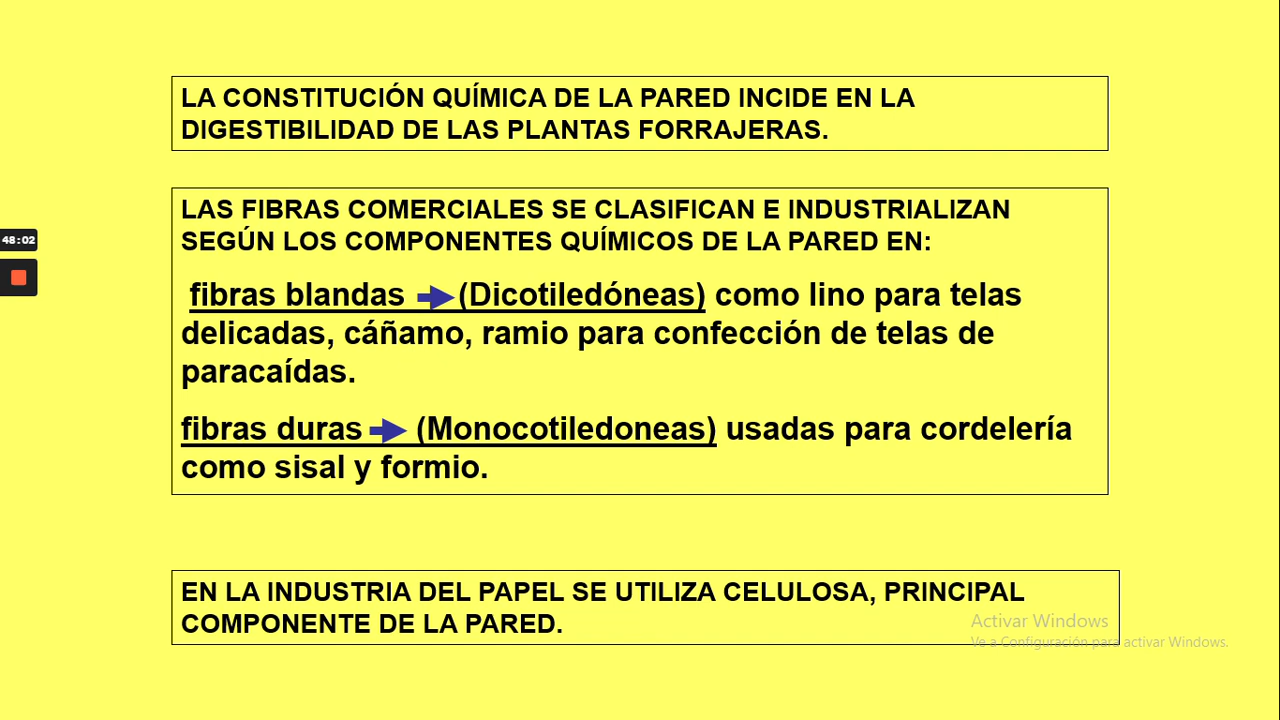 LA CONSTITUCIÓN QUÍMICA DE LA PARED INCIDE EN LA
DIGESTIBILIDAD DE LAS PLANTAS FORRAJERAS.
LAS FIBRAS COMERCIALES SE CLASIFICAN E INDUSTRIALIZAN
SEGÚN LOS COMPONENTES QUÍMICOS DE LA PARED EN:
48:02
fibras blandas (Dicotiledóneas) como lino para telas
delicadas, cáñamo, ramio para confección de telas de
paracaídas.
fibras duras (Monocotiledoneas) usadas para cordelería
como sisal y formio.
EN LA INDUSTRIA DEL PAPEL SE UTILIZA CELULOSA, PRINCIPAL
COMPONENTE DE LA PARED.
Activar Windows
Ve a Configuración para activar Windows.